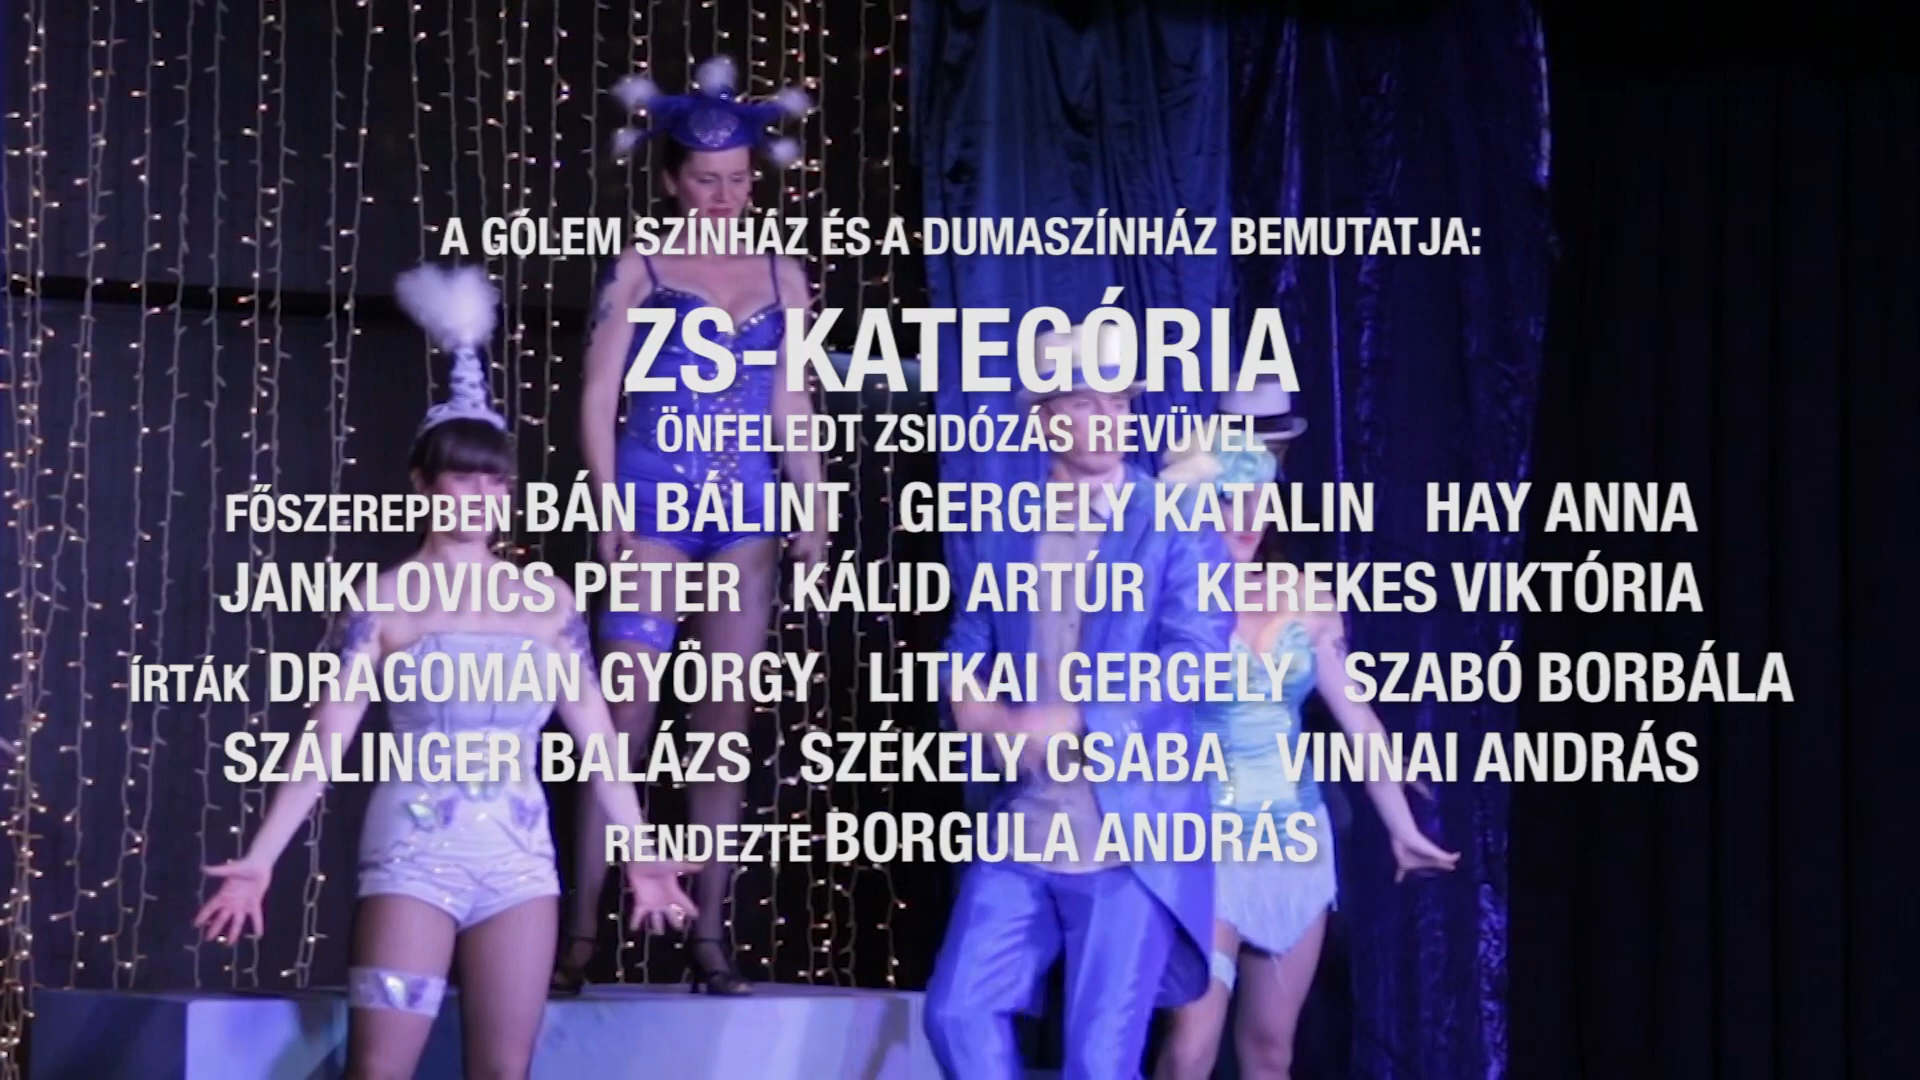 A GÓLEM SZÍNHÁZ ÉS A DUMASZÍNHÁZ BEMUTATJA:
ZS-KATEGÓRIA
ÖNFELEDT ZSIDÓZÁS REVÜVEL
FŐSZEREPBEN BÁN BÁLINT GERGELY KATALIN HAY ANNA
JANKLOVICS PÉTER KÁLID ARTÚR KEREKES VIKTÓRIA
ÍRTÁK DRAGOMÁN GYÖRGY LITKAI GERGELY SZABÓ BORBÁLA
SZÁLINGER BALÁZS SZÉKELY CSABA VINNAI ANDRÁS
RENDEZTE BORGULA ANDRÁS